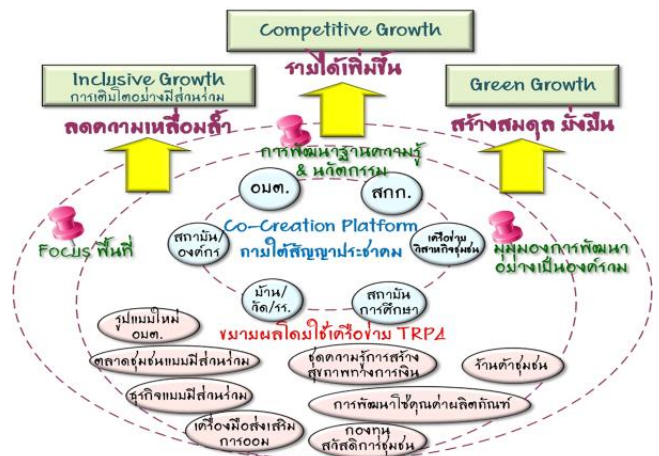 Competitive Growth
รายได้เพิ่มขึ้น
Inclusive Growth
การเติบโตอย่างมีส่วนร่วม
ลดความเหลื่อมล้ำ
Green Growth
สร้างสมดุล ยั่งยืน
การพัฒนาฐานความรู้
& นวัตกรรม
อบต.
สกก.
Co-Creation Platform
ภายใต้สัญญาประชาคม
สถาบัน/
องค์กร
เครือข่าย
วิสาหกิจชุมชน
Focus พื้นที่
มุมมองการพัฒนา
อย่างเป็นองค์รวม
บ้าน/
วัด/รร.
สถาบัน
การศึกษา
ขยายผลโดยใช้เครือข่าย TRPA
รูปแบบใหม่
อบต.
ตลาดชุมชนแบบมีส่วนร่วม
ชุดความรู้การสร้าง
สุขภาพทางการเงิน
ร้านค้าชุมชน
ธุรกิจแบบมีส่วนร่วม
การพัฒนาใช้คุณค่าผลิตภัณฑ์
เครื่องมือส่งเสริม
การออม
กองทุน
สวัสดิการชุมชน